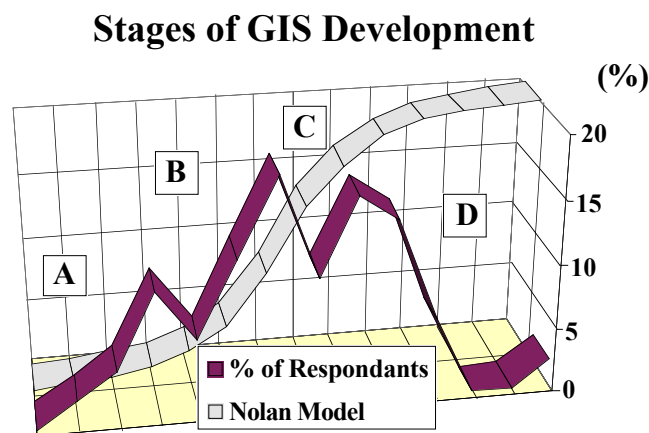 Stages of GIS Development
(%)
C
20
B
15
D
A
10
5
% of Respondants
0
Nolan Model